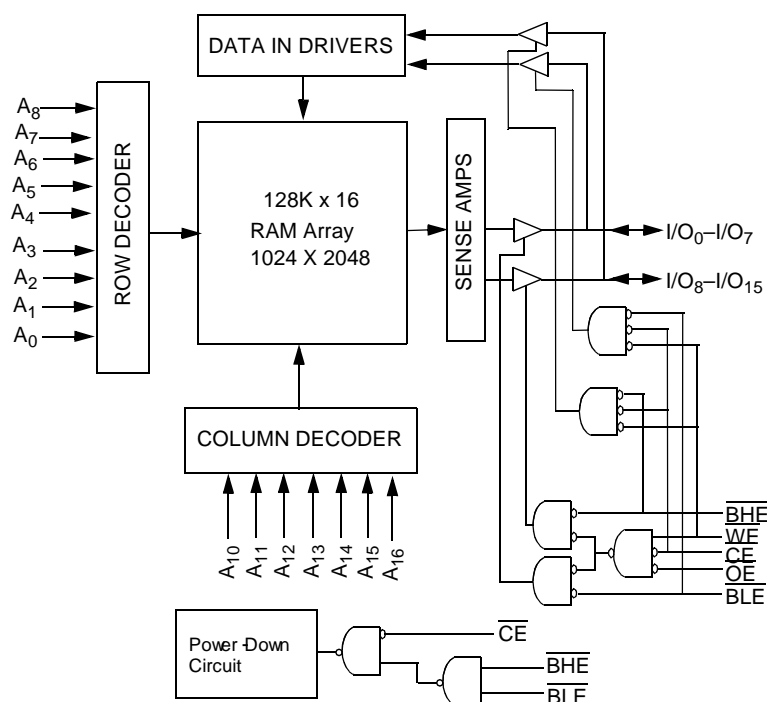 DATA IN DRIVERS
A8
A7
A6
A5
A4
A3
A2
A1
A0
ROW DECODER
128K x 16
RAM Array
1024 X 2048
SENSE AMPS
I/O0–I/O7
I/O8–I/O15
COLUMN DECODER
A10
A11
A12
A13
A14
A15
A16
BHE
WE
CE
OE
BLE
Power-Down
Circuit
CE
BHE
BLE